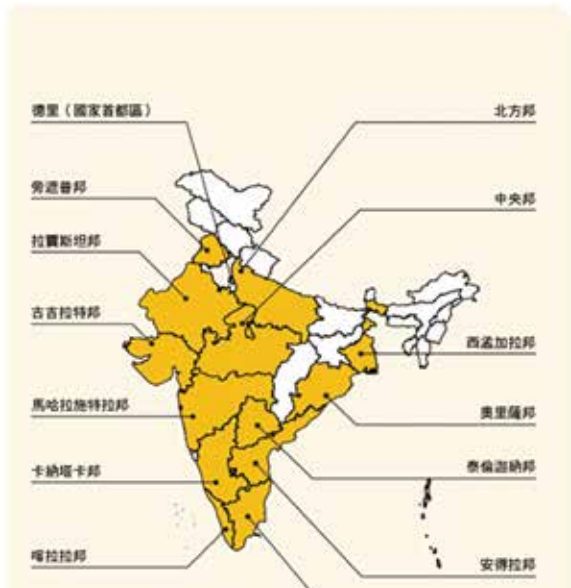 德里（國家首都區）
北方邦
旁遮普邦
中央邦
拉賈斯坦邦
古吉拉特邦
西孟加拉邦
馬哈拉施特拉邦
奧里薩邦
泰倫迦納邦
卡納塔卡邦
安得拉邦
喀拉拉邦